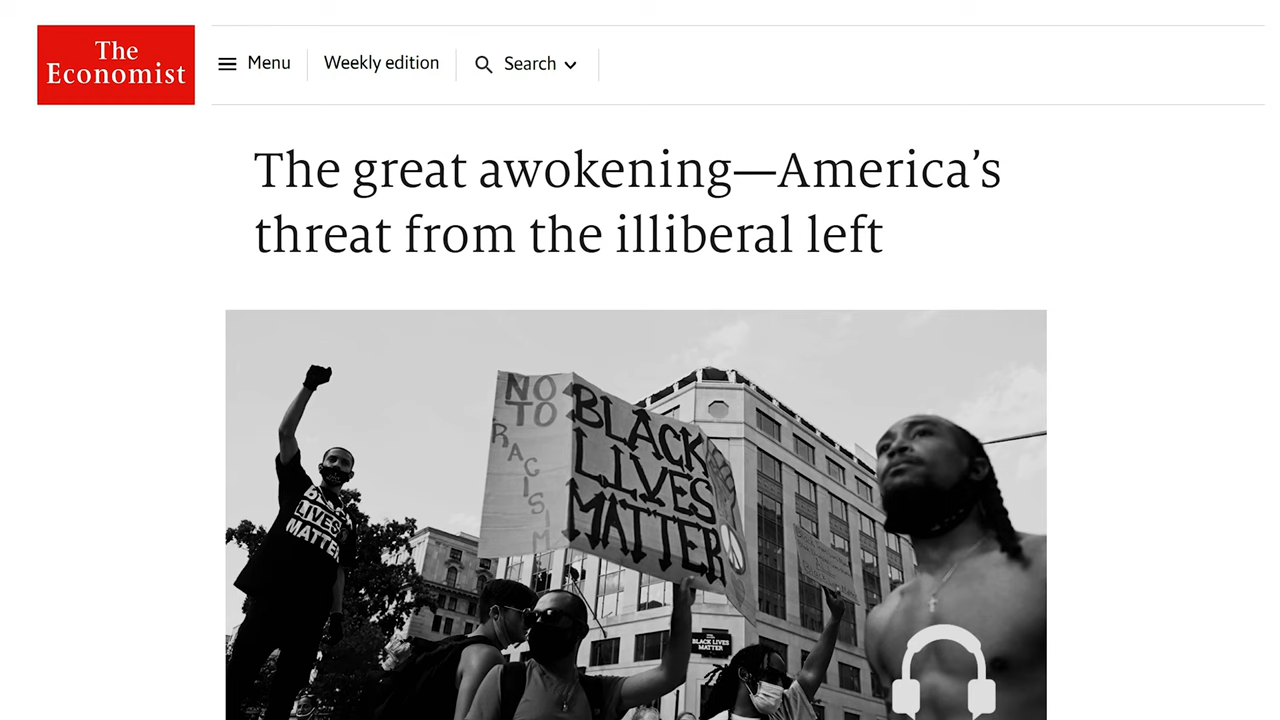 The
Economist
Menu
Weekly edition
Search
The great awokening—America’s
threat from the illiberal left
NO
TO
RACISM
BLACK
LIVES
MATTER
LIVES
MATTER
BLACK LIVES
MATTER